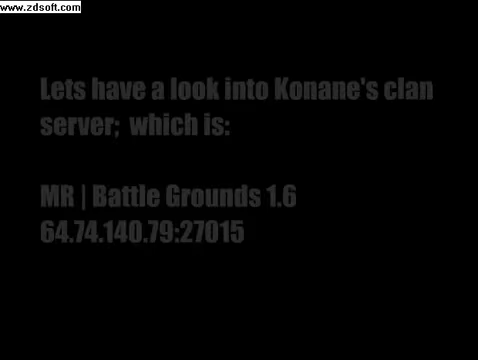 www.zdsoft.com
Lets have a look into Konane's clan
server;  which is:
MR | Battle Grounds 1.6
64.74.140.79:27015